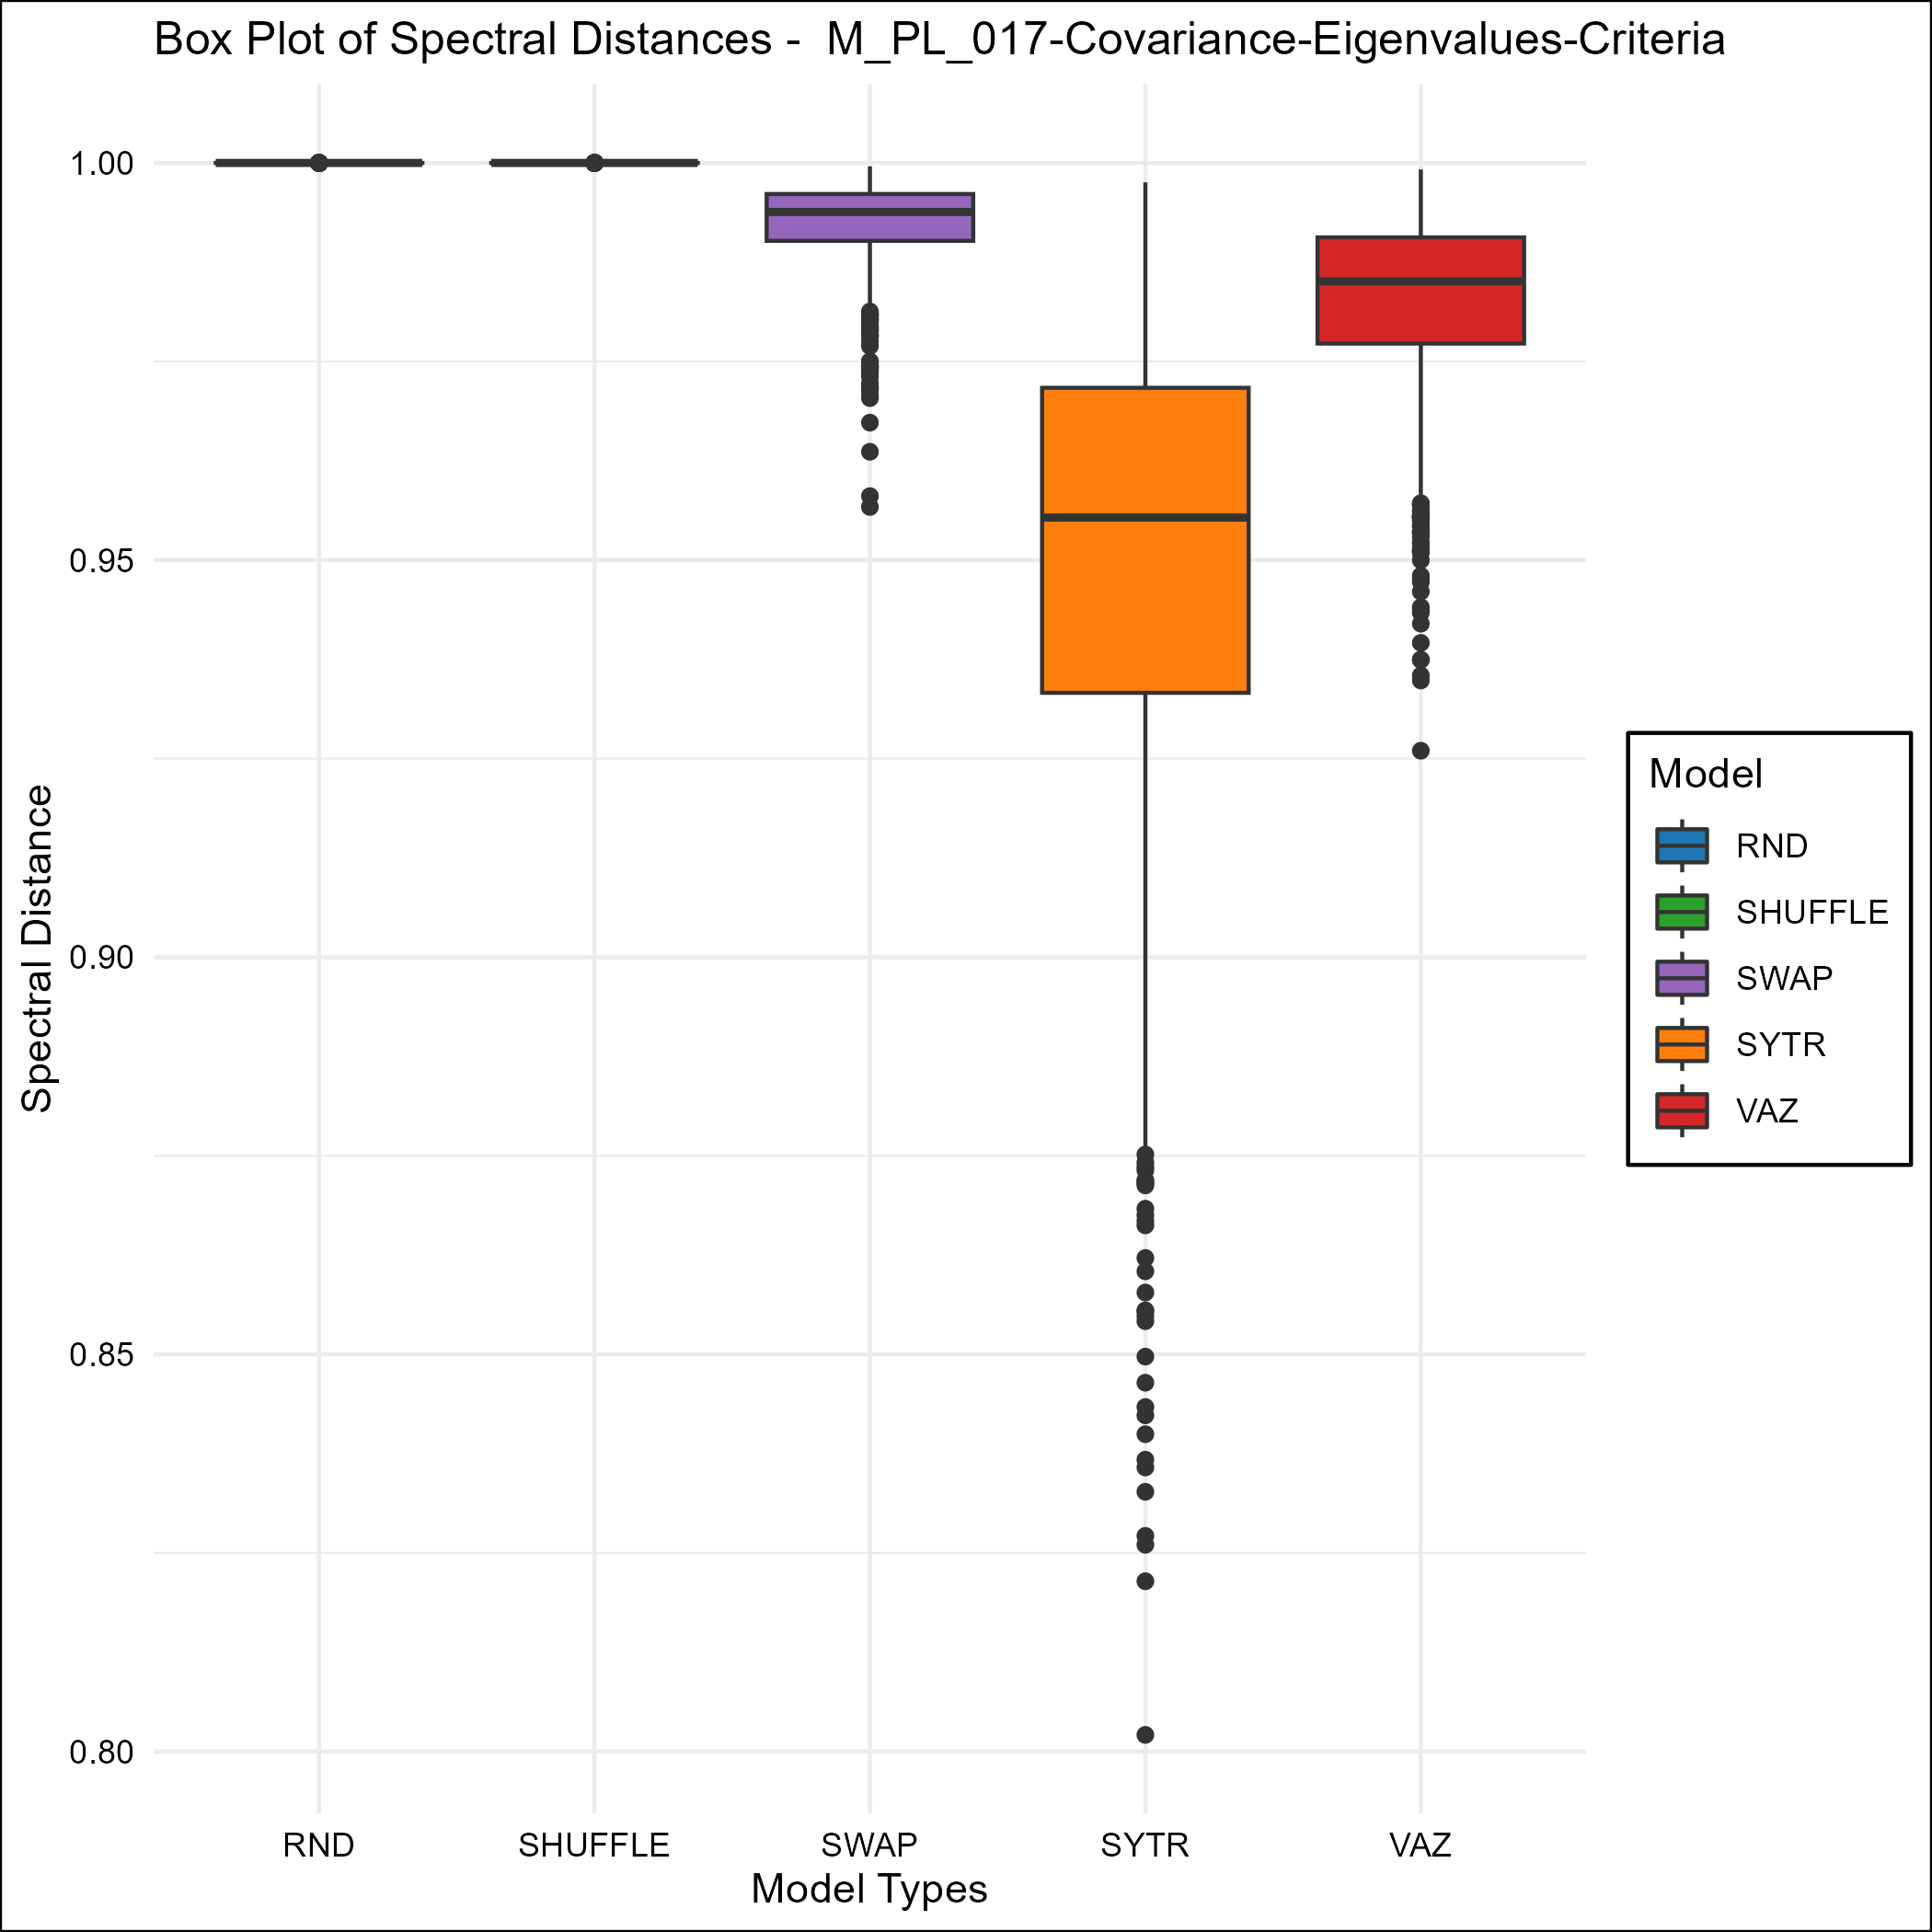 Box Plot of Spectral Distances -  M_PL_017-Covariance-Eigenvalues-Criteria
1.00
0.95
0.90
0.85
0.80
Spectral Distance
RND
SHUFFLE
SWAP
SYTR
VAZ
Model Types
Model
RND
SHUFFLE
SWAP
SYTR
VAZ